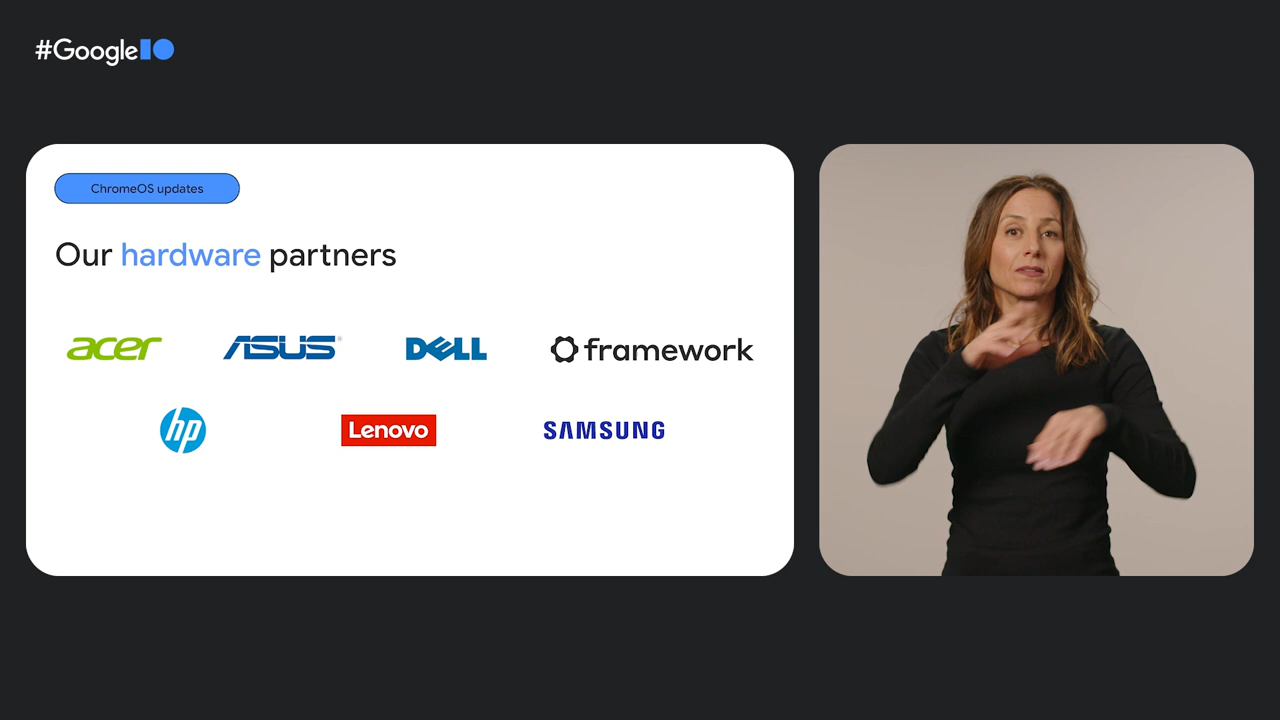 #GoogleIO
ChromeOS updates
Our hardware partners
acer ASUS® DELL framework
hp Lenovo SAMSUNG